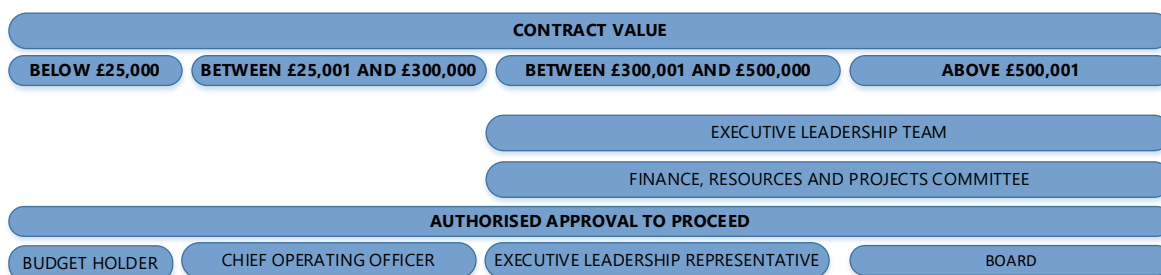 CONTRACT VALUE
BELOW £25,000
BETWEEN £25,001 AND £300,000
BETWEEN £300,001 AND £500,000
ABOVE £500,001
EXECUTIVE LEADERSHIP TEAM
FINANCE, RESOURCES AND PROJECTS COMMITTEE
AUTHORISED APPROVAL TO PROCEED
BUDGET HOLDER
CHIEF OPERATING OFFICER
EXECUTIVE LEADERSHIP REPRESENTATIVE
BOARD